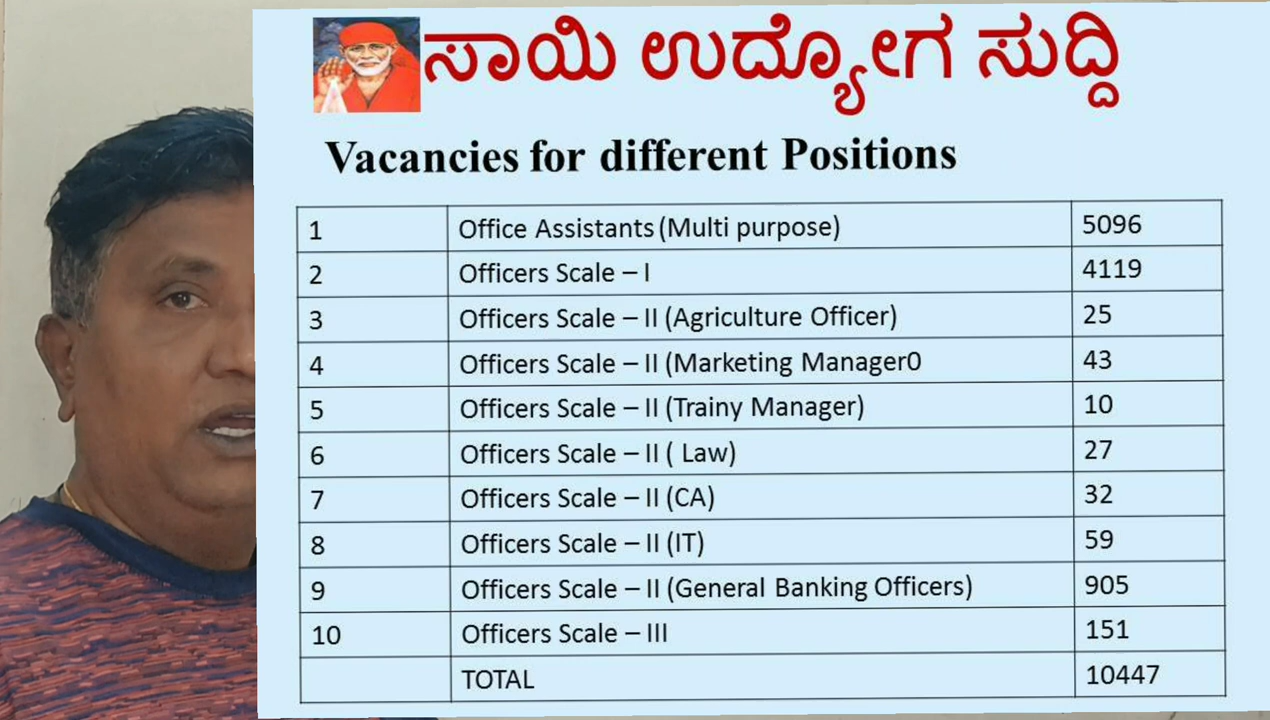 ಸಾಯಿ ಉದ್ಯೋಗ ಸುದ್ದಿ
Vacancies for different Positions
1 Office Assistants (Multi purpose) 5096
2 Officers Scale – I 4119
3 Officers Scale – II (Agriculture Officer) 25
4 Officers Scale – II (Marketing Manager0 43
5 Officers Scale – II (Trainy Manager) 10
6 Officers Scale – II ( Law) 27
7 Officers Scale – II (CA) 32
8 Officers Scale – II (IT) 59
9 Officers Scale – II (General Banking Officers) 905
10 Officers Scale – III 151
TOTAL 10447